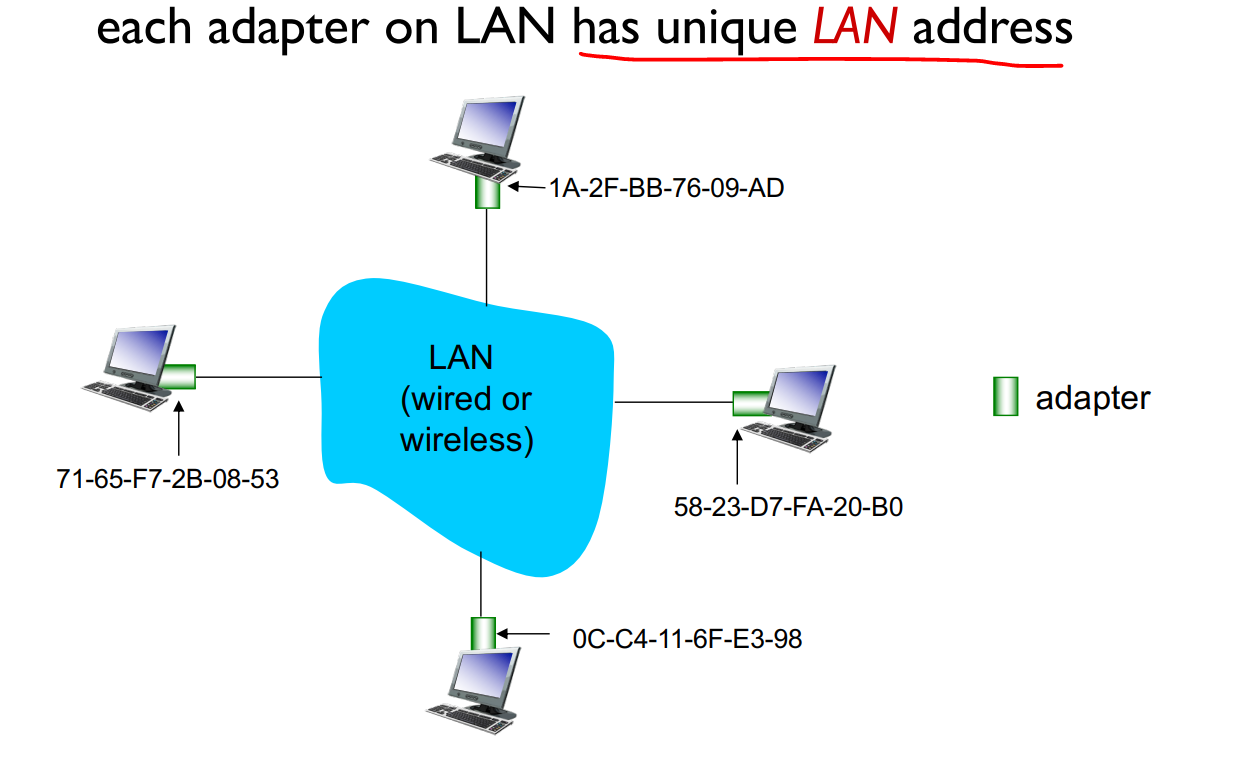 each adapter on LAN has unique LAN address
1A-2F-BB-76-09-AD
LAN
(wired or
wireless)
adapter
71-65-F7-2B-08-53
58-23-D7-FA-20-B0
0C-C4-11-6F-E3-98